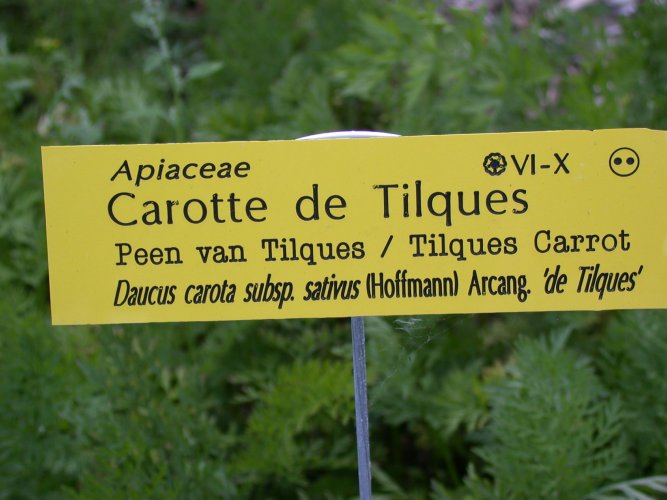 Apiaceae VI-X
Carotte de Tilques
Peen van Tilques / Tilques Carrot
Daucus carota subsp. sativus (Hoffmann) Arcang. 'de Tilques'